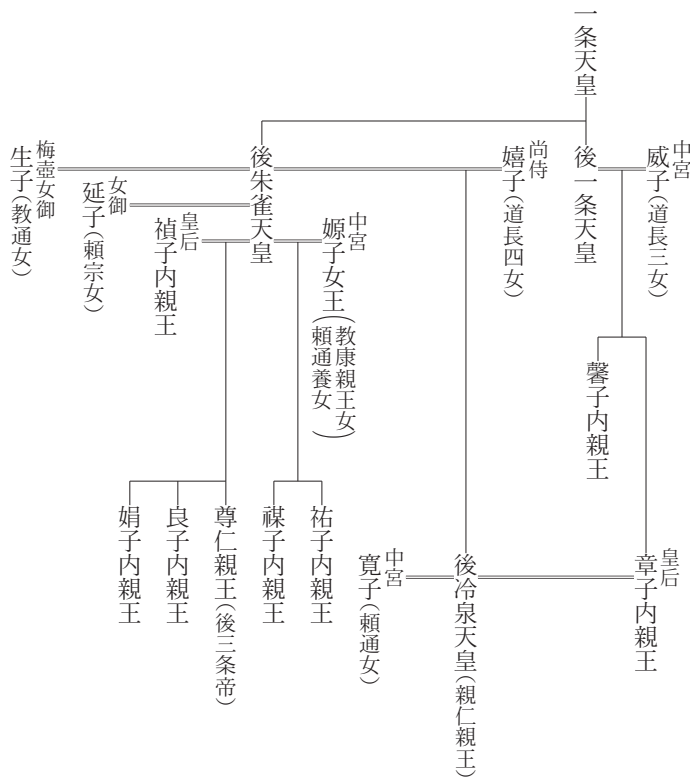 一条天皇
中宮
威子(道長三女)
後一条天皇
尚侍
嬉子(道長四女)
後朱雀天皇
中宮
嫄子女王(教康親王女
頼通養女)
皇后
禎子内親王
女御
延子(頼宗女)
梅壺女御
生子(教通女)
馨子内親王
皇后
章子内親王
後冷泉天皇(親仁親王)
中宮
寛子(頼通女)
祐子内親王
禖子内親王
尊仁親王(後三条帝)
良子内親王
娟子内親王